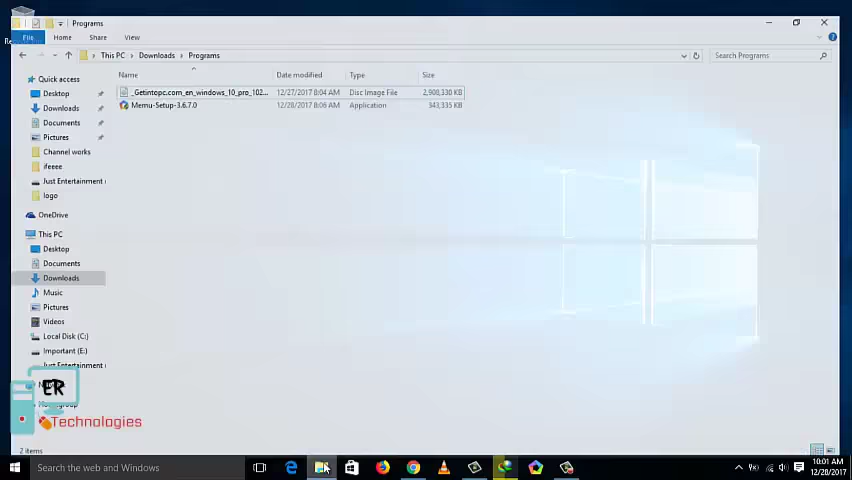 Programs
File Home Share View
This PC Downloads Programs Search Programs
Name Date modified Type Size
Quick access
_Getintopc.com_en_windows_10_pro_102... 12/27/2017 8:04 AM Disc Image File
Desktop
Memu-Setup-3.6.7.0 12/28/2017 8:06 AM Application 343,335 KB
Downloads
Documents
Pictures
Channel works
ifeeee
Just Entertainment
logo
OneDrive
This PC
Desktop
Documents
Downloads
Music
Pictures
Videos
Local Disk (C:)
Important (E:)
Just Entertainment
ER
Technologies
2 items
Search the web and Windows
10:01 AM
12/28/2017